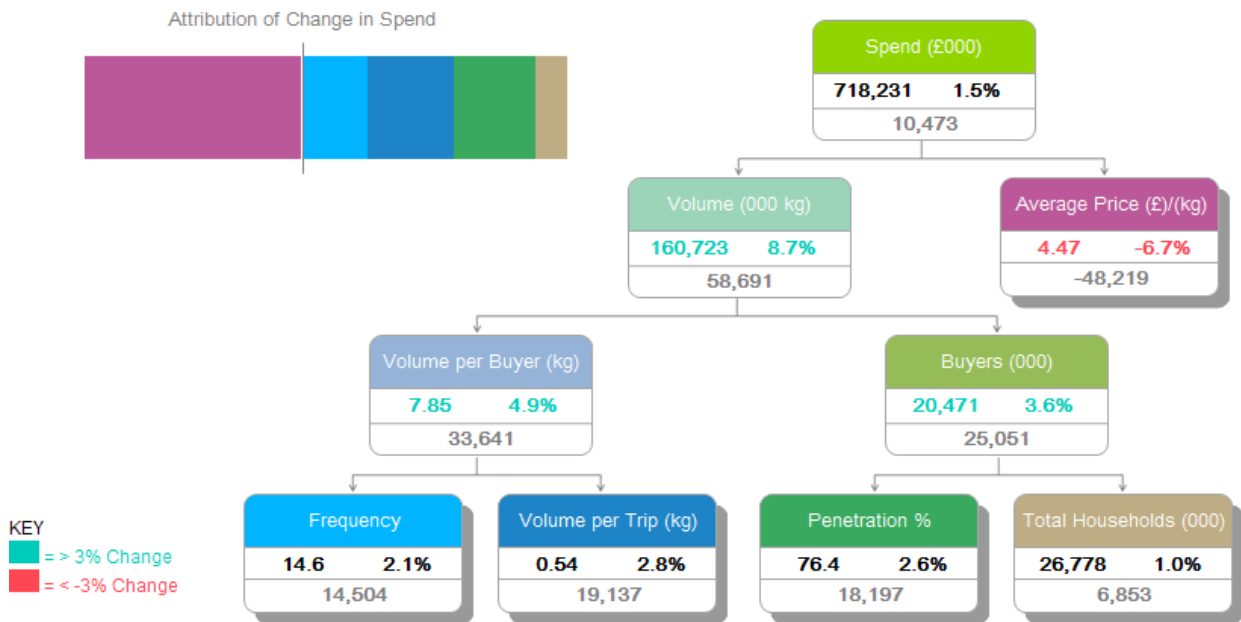 Attribution of Change in Spend
Spend (£000)
718,231 1.5%
10,473
Volume (000 kg)
160,723 8.7%
58,691
Average Price (£)/(kg)
4.47 -6.7%
-48,219
Volume per Buyer (kg)
7.85 4.9%
33,641
Buyers (000)
20,471 3.6%
25,051
Frequency
14.6 2.1%
14,504
Volume per Trip (kg)
0.54 2.8%
19,137
Penetration %
76.4 2.6%
18,197
Total Households (000)
26,778 1.0%
6,853
KEY
= > 3% Change
= < -3% Change